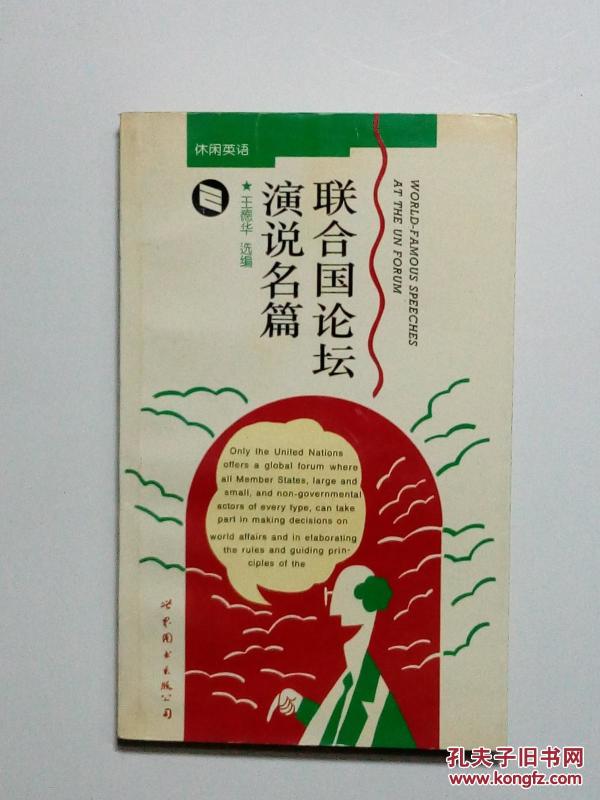 休闲英语
WORLD-FAMOUS SPEECHES
AT THE UN FORUM
联合国论坛
演说名篇
★王德华 选编
Only the United Nations
offers a global forum where
all Member States, large and
small, and non-governmental
actors of every type, can take
part in making decisions on
world affairs and in elaborating
the rules and guiding prin-
ciples of the
世界图书出版公司
孔夫子旧书网
www.kongfz.com